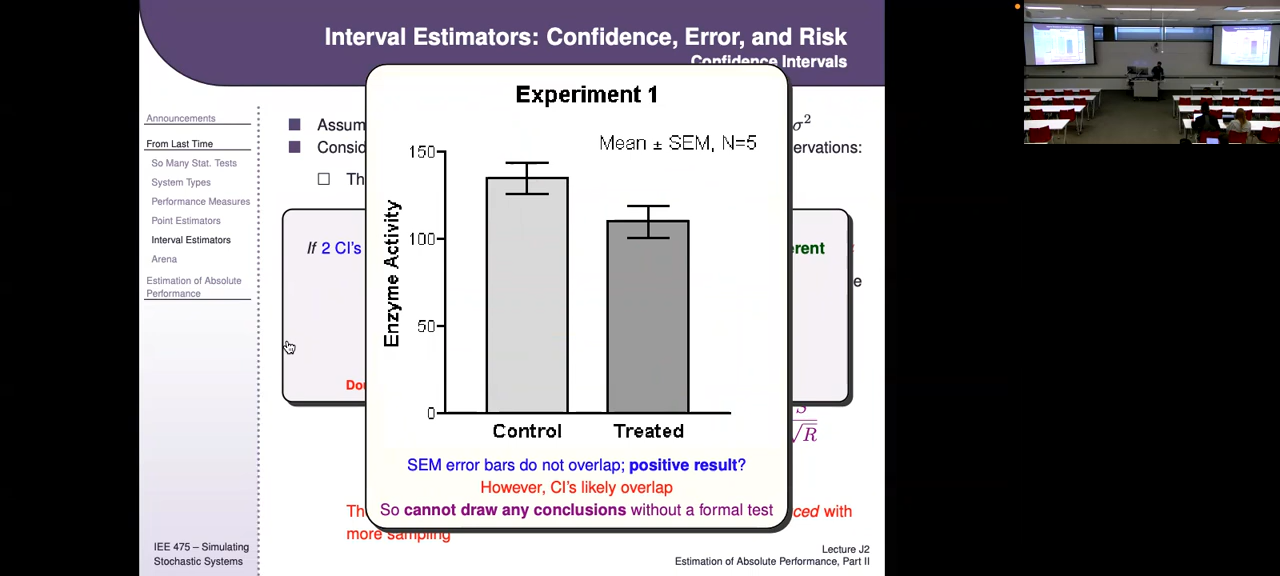 Interval Estimators: Confidence, Error, and Risk
Confidence Intervals
Announcements
From Last Time
So Many Stat. Tests
System Types
Performance Measures
Point Estimators
Interval Estimators
Arena
Estimation of Absolute
Performance
IEE 475 – Simulating
Stochastic Systems
Assum
σ²
Consid
ervations:
Th
If 2 CI's
erent
e
Dou
S
√R
Th
ced with
more sampling
Experiment 1
Mean ± SEM, N=5
Enzyme Activity
150
100
50
0
Control
Treated
SEM error bars do not overlap; positive result?
However, CI's likely overlap
So cannot draw any conclusions without a formal test
Lecture J2
Estimation of Absolute Performance, Part II